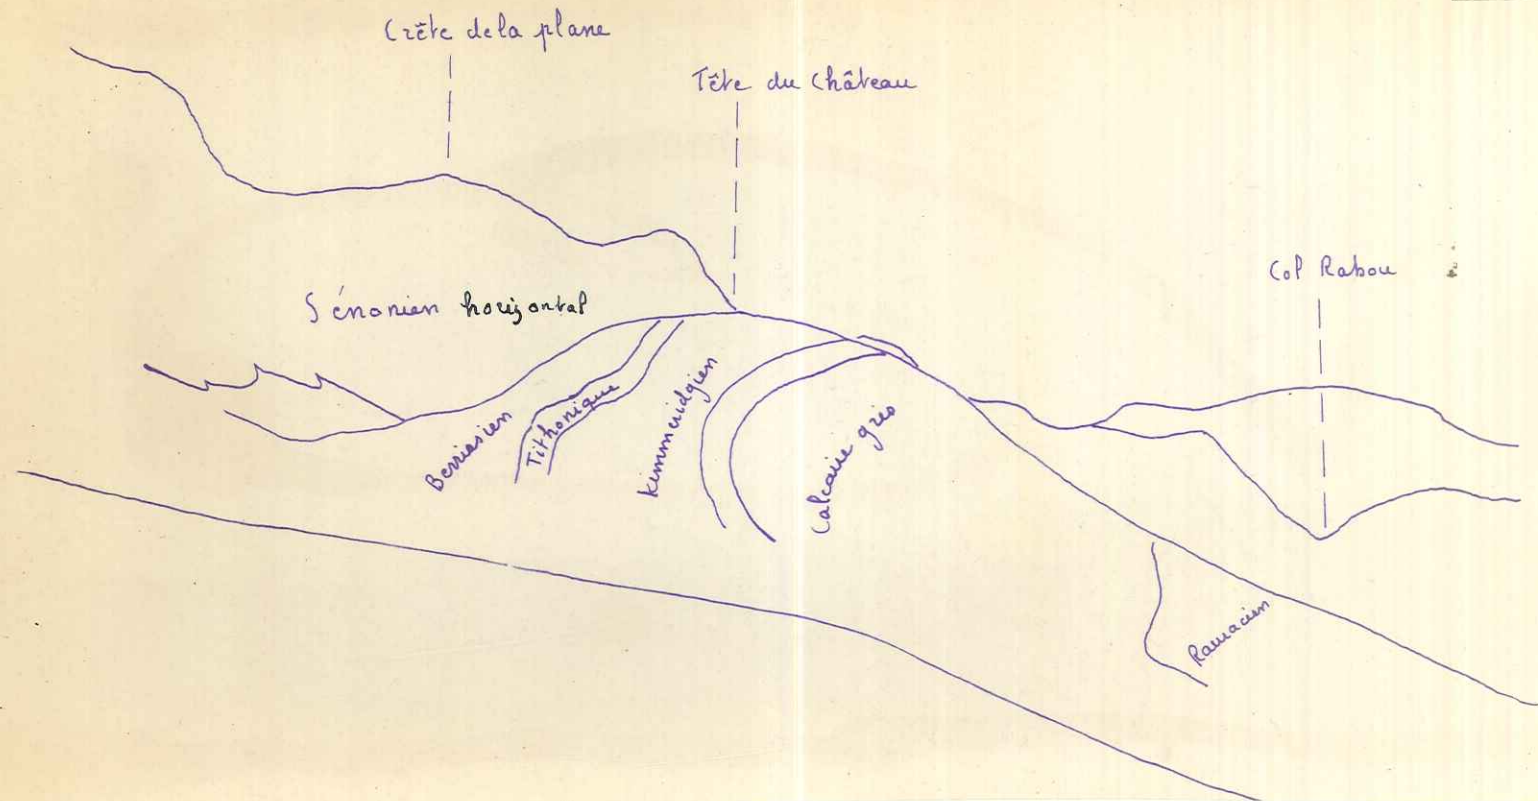 Crête de la plane
Tête du Château
Col Rabou
Sénonien horizontal
Berriasien
Tithonique
Kimmeridgien
Calcaire gris
Rauracien